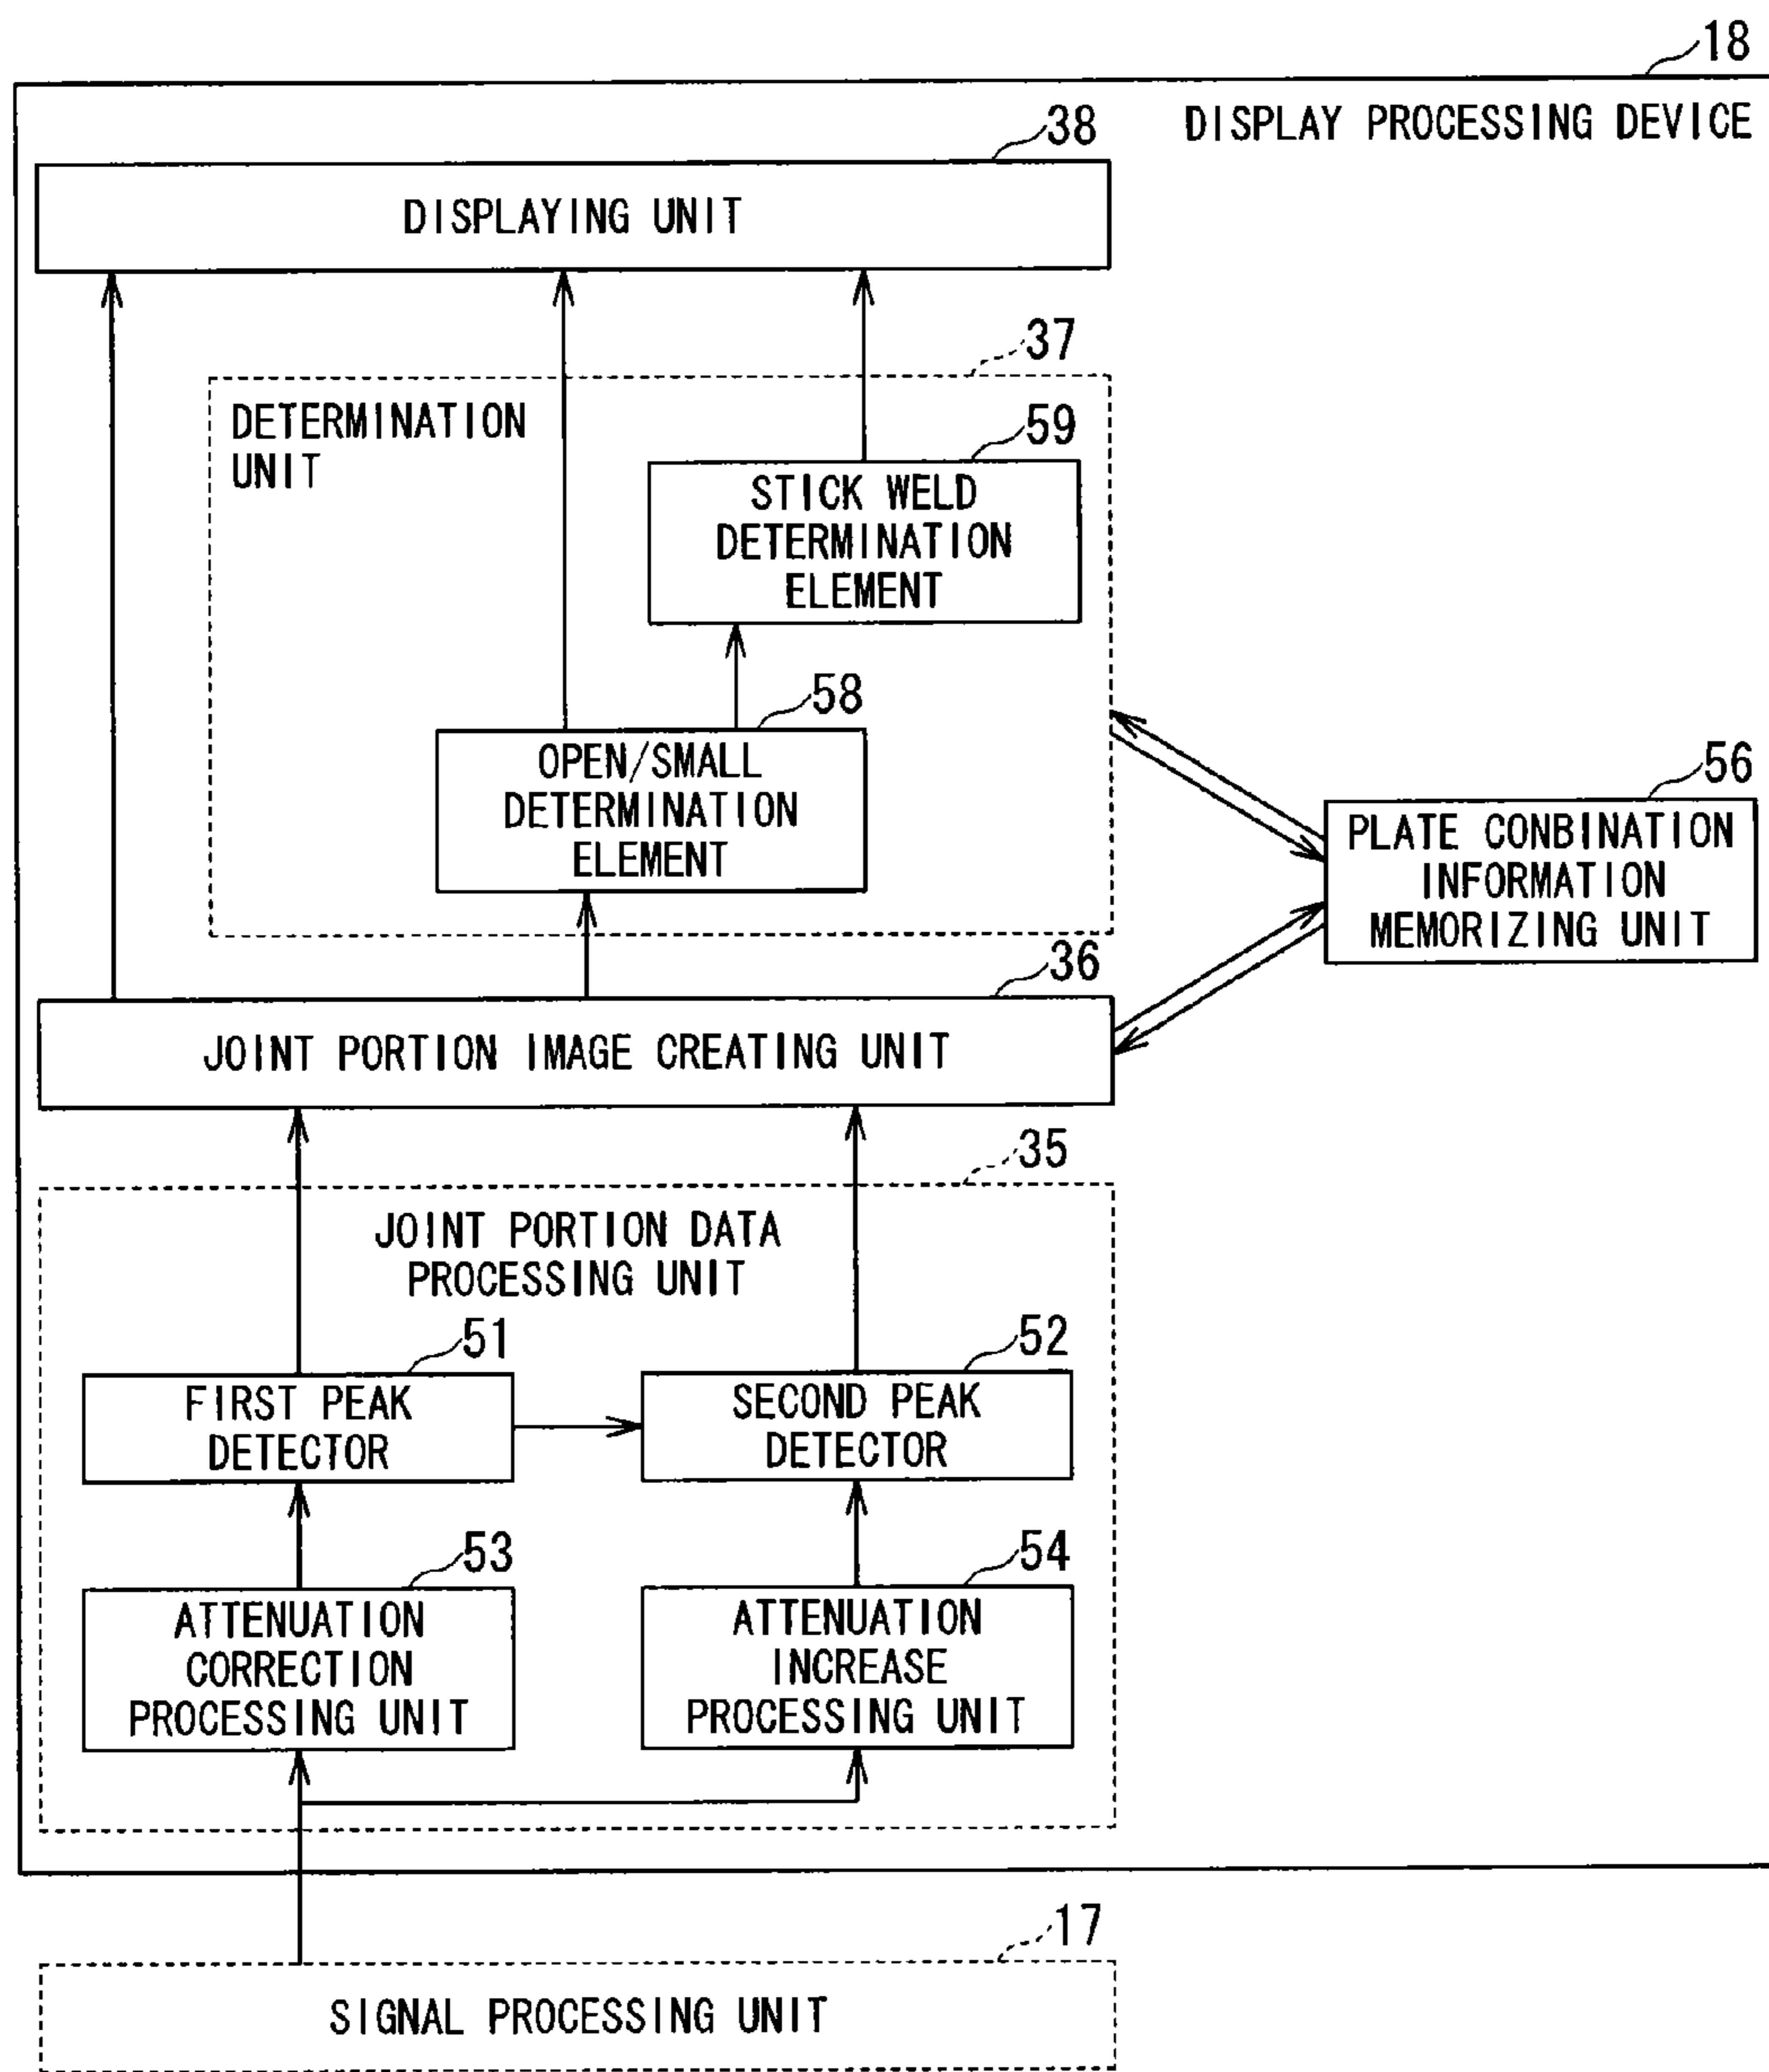 18
DISPLAY PROCESSING DEVICE
38
DISPLAYING UNIT
37
DETERMINATION
UNIT
59
STICK WELD
DETERMINATION
ELEMENT
58
OPEN/SMALL
DETERMINATION
ELEMENT
56
PLATE CONBINATION
INFORMATION
MEMORIZING UNIT
36
JOINT PORTION IMAGE CREATING UNIT
35
JOINT PORTION DATA
PROCESSING UNIT
51
FIRST PEAK
DETECTOR
52
SECOND PEAK
DETECTOR
53
ATTENUATION
CORRECTION
PROCESSING UNIT
54
ATTENUATION
INCREASE
PROCESSING UNIT
17
SIGNAL PROCESSING UNIT